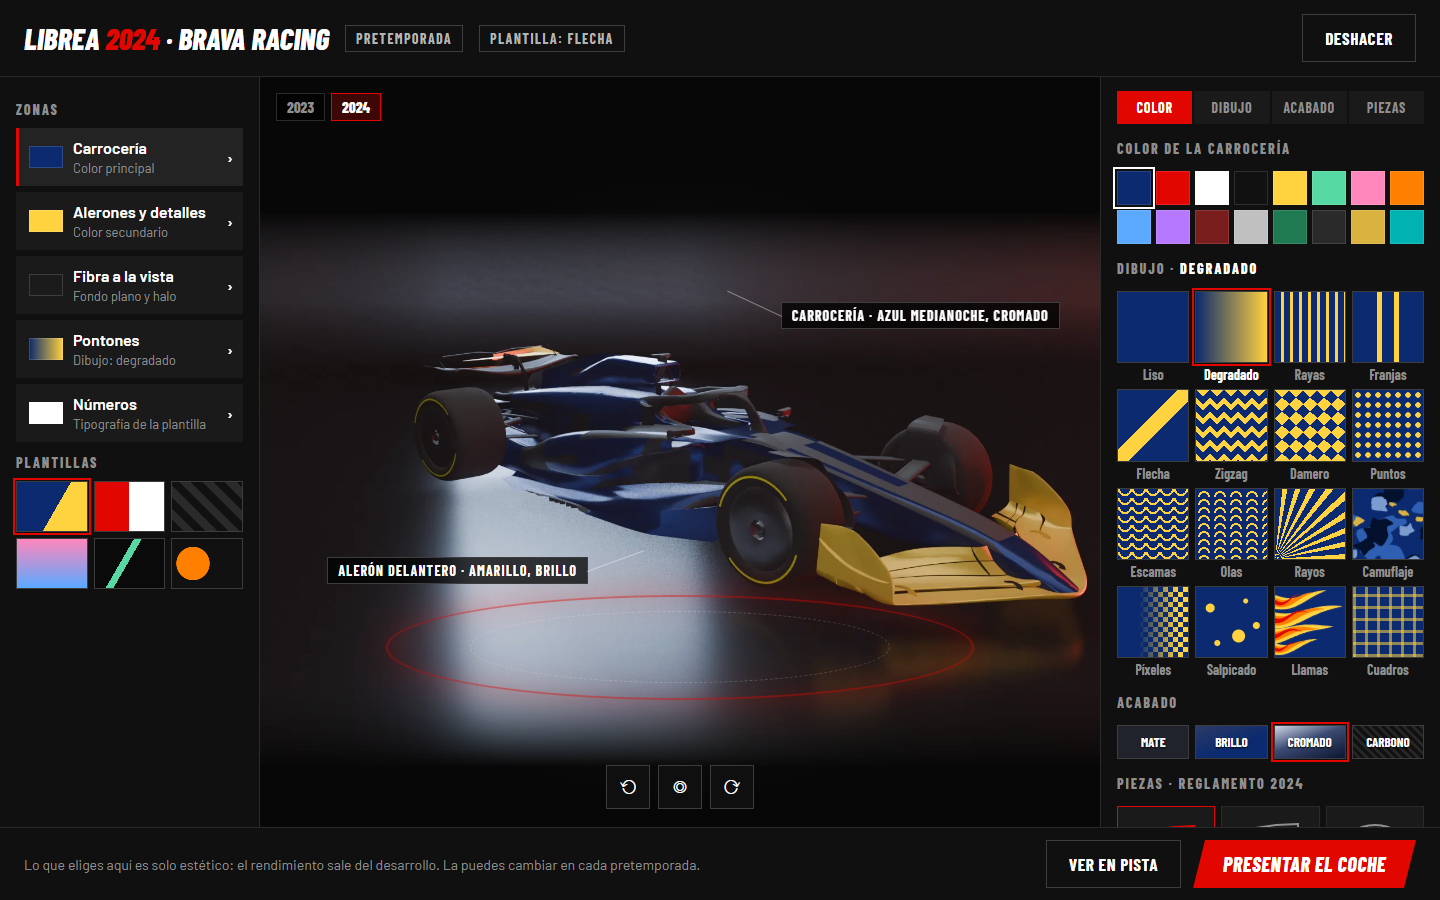 LIBREA 2024 · BRAVA RACING
PRETEMPORADA
PLANTILLA: FLECHA
DESHACER
ZONAS
Carrocería
Color principal
Alerones y detalles
Color secundario
Fibra a la vista
Fondo plano y halo
Pontones
Dibujo: degradado
Números
Tipografía de la plantilla
PLANTILLAS
2023
2024
CARROCERÍA · AZUL MEDIANOCHE, CROMADO
ALERÓN DELANTERO · AMARILLO, BRILLO
COLOR
DIBUJO
ACABADO
PIEZAS
COLOR DE LA CARROCERÍA
DIBUJO · DEGRADADO
Liso
Degradado
Rayas
Franjas
Flecha
Zigzag
Damero
Puntos
Escamas
Olas
Rayos
Camuflaje
Píxeles
Salpicado
Llamas
Cuadros
ACABADO
MATE
BRILLO
CROMADO
CARBONO
PIEZAS · REGLAMENTO 2024
Lo que eliges aquí es solo estético: el rendimiento sale del desarrollo. La puedes cambiar en cada pretemporada.
VER EN PISTA
PRESENTAR EL COCHE